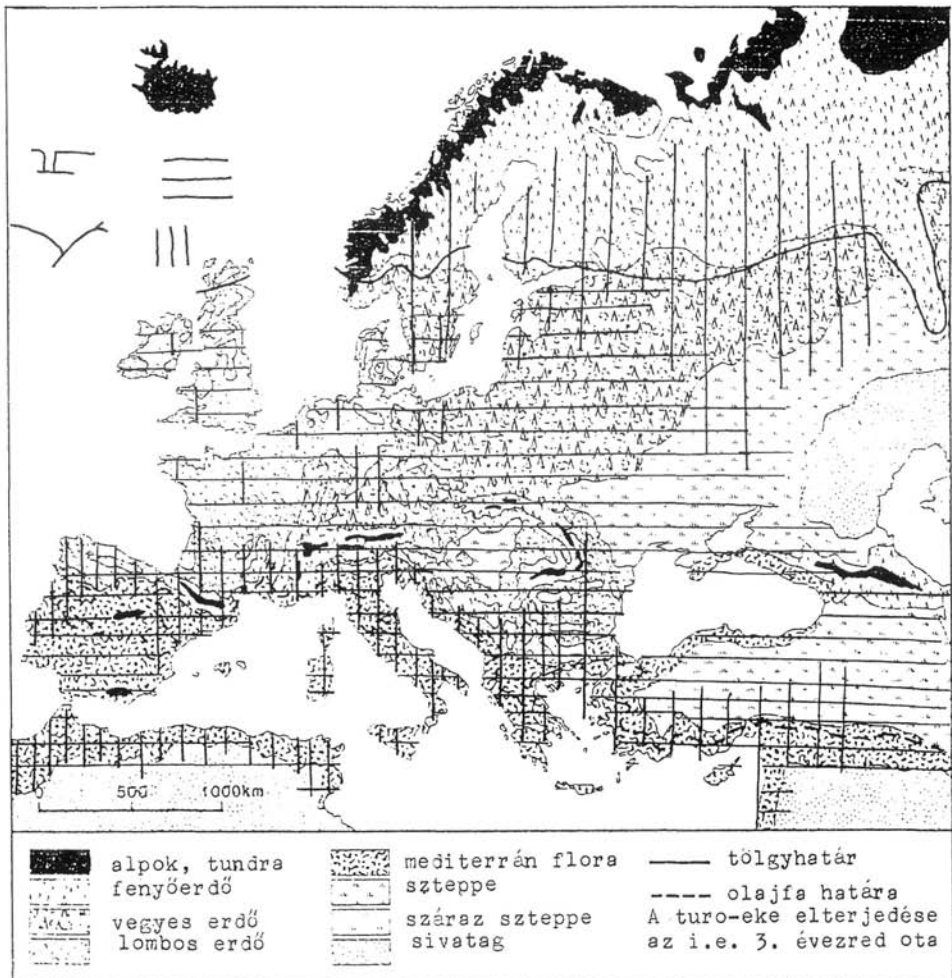 0 500 1000km
alpok, tundra
fenyőerdő
vegyes erdő
lombos erdő
mediterrán flora
szteppe
száraz szteppe
sivatag
tölgyhatár
olajfa határa
A turo-eke elterjedése
az i.e. 3. évezred ota